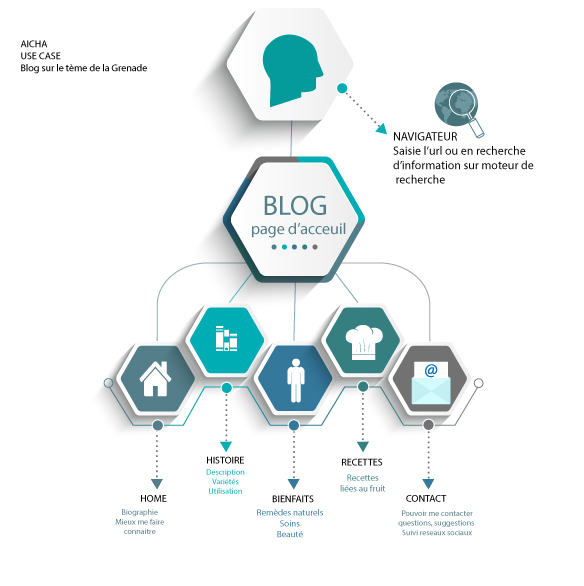 AICHA
USE CASE
Blog sur le tème de la Grenade
NAVIGATEUR
Saisie l'url ou en recherche
d'information sur moteur de
recherche
BLOG
page d'acceuil
@
HOME
Biographie
Mieux me faire
connaitre
HISTOIRE
Description
Variétés
Utilisation
BIENFAITS
Remèdes naturels
Soins
Beauté
RECETTES
Recettes
liées au fruit
CONTACT
Pouvoir me contacter
questions, suggestions
Suivi reseaux sociaux